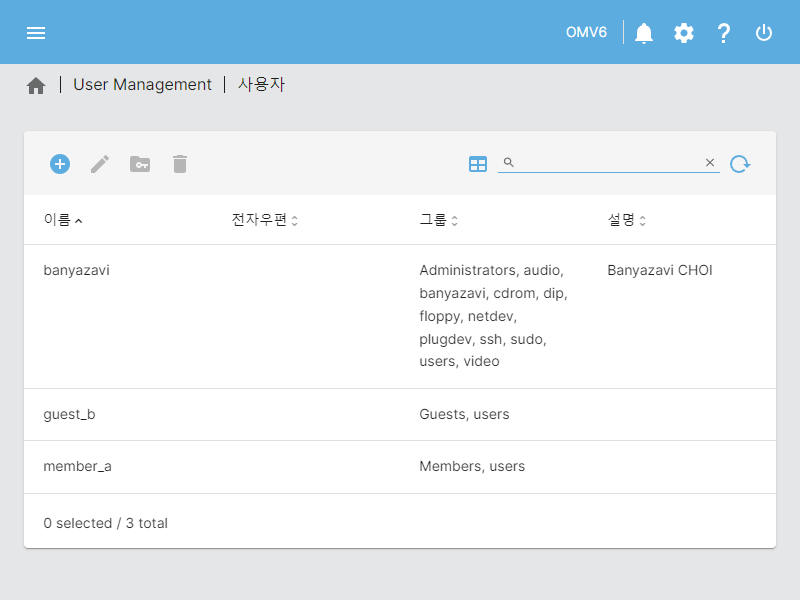 OMV6
User Management
사용자
이름 전자우편 그룹 설명
banyazavi
Administrators, audio,
banyazavi, cdrom, dip,
floppy, netdev,
plugdev, ssh, sudo,
users, video
Banyazavi CHOI
guest_b
Guests, users
member_a
Members, users
0 selected / 3 total